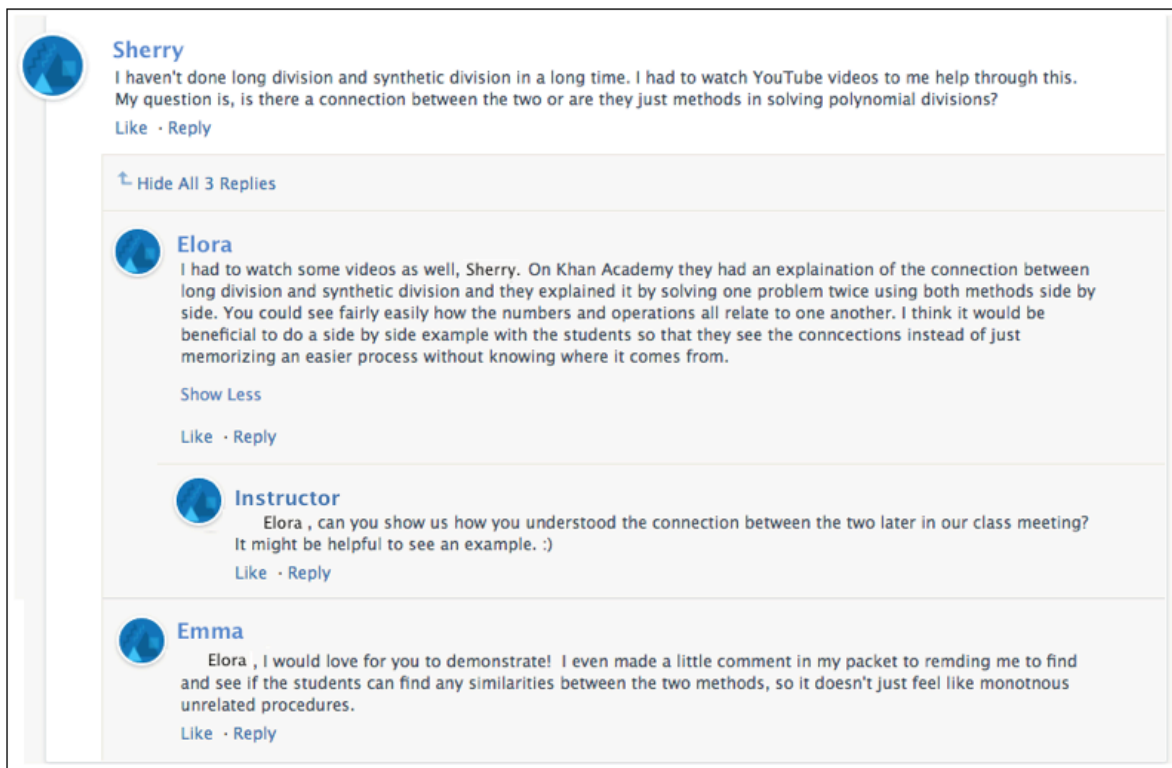 Sherry
I haven't done long division and synthetic division in a long time. I had to watch YouTube videos to me help through this.
My question is, is there a connection between the two or are they just methods in solving polynomial divisions?
Like · Reply
Hide All 3 Replies
Elora
I had to watch some videos as well, Sherry. On Khan Academy they had an explaination of the connection between
long division and synthetic division and they explained it by solving one problem twice using both methods side by
side. You could see fairly easily how the numbers and operations all relate to one another. I think it would be
beneficial to do a side by side example with the students so that they see the conncections instead of just
memorizing an easier process without knowing where it comes from.
Show Less
Like · Reply
Instructor
Elora , can you show us how you understood the connection between the two later in our class meeting?
It might be helpful to see an example. :)
Like · Reply
Emma
Elora , I would love for you to demonstrate! I even made a little comment in my packet to remding me to find
and see if the students can find any similarities between the two methods, so it doesn't just feel like monotnous
unrelated procedures.
Like · Reply